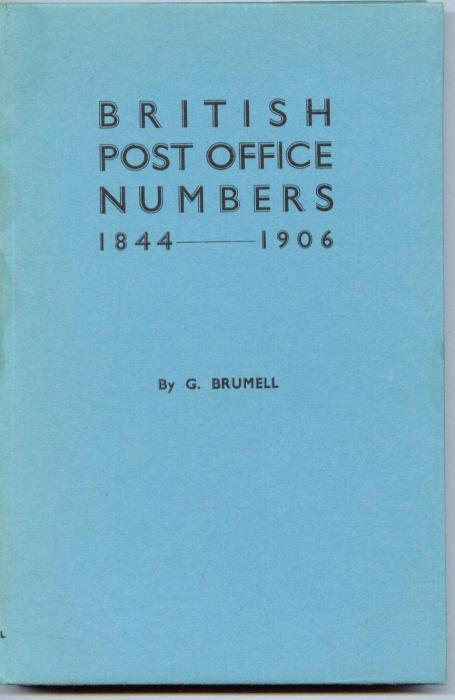 BRITISH
POST OFFICE
NUMBERS
1844——1906
By G. BRUMELL
L